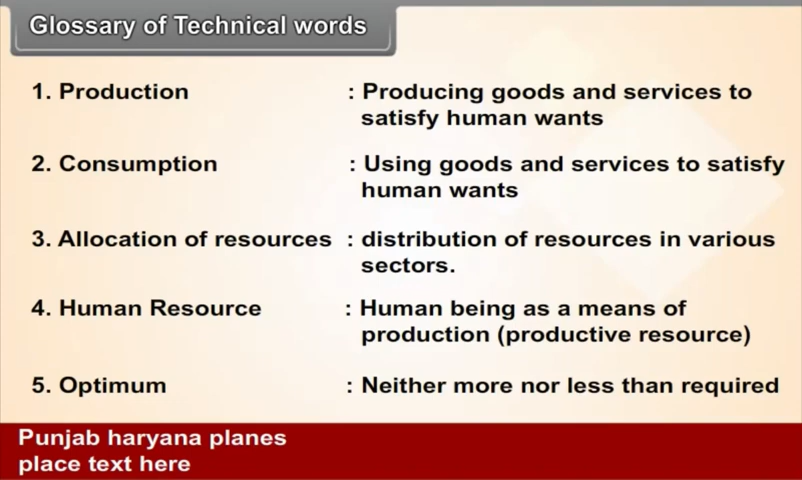 Glossary of Technical words
1. Production : Producing goods and services to
satisfy human wants
2. Consumption : Using goods and services to satisfy
human wants
3. Allocation of resources : distribution of resources in various
sectors.
4. Human Resource : Human being as a means of
production (productive resource)
5. Optimum : Neither more nor less than required
Punjab haryana planes
place text here